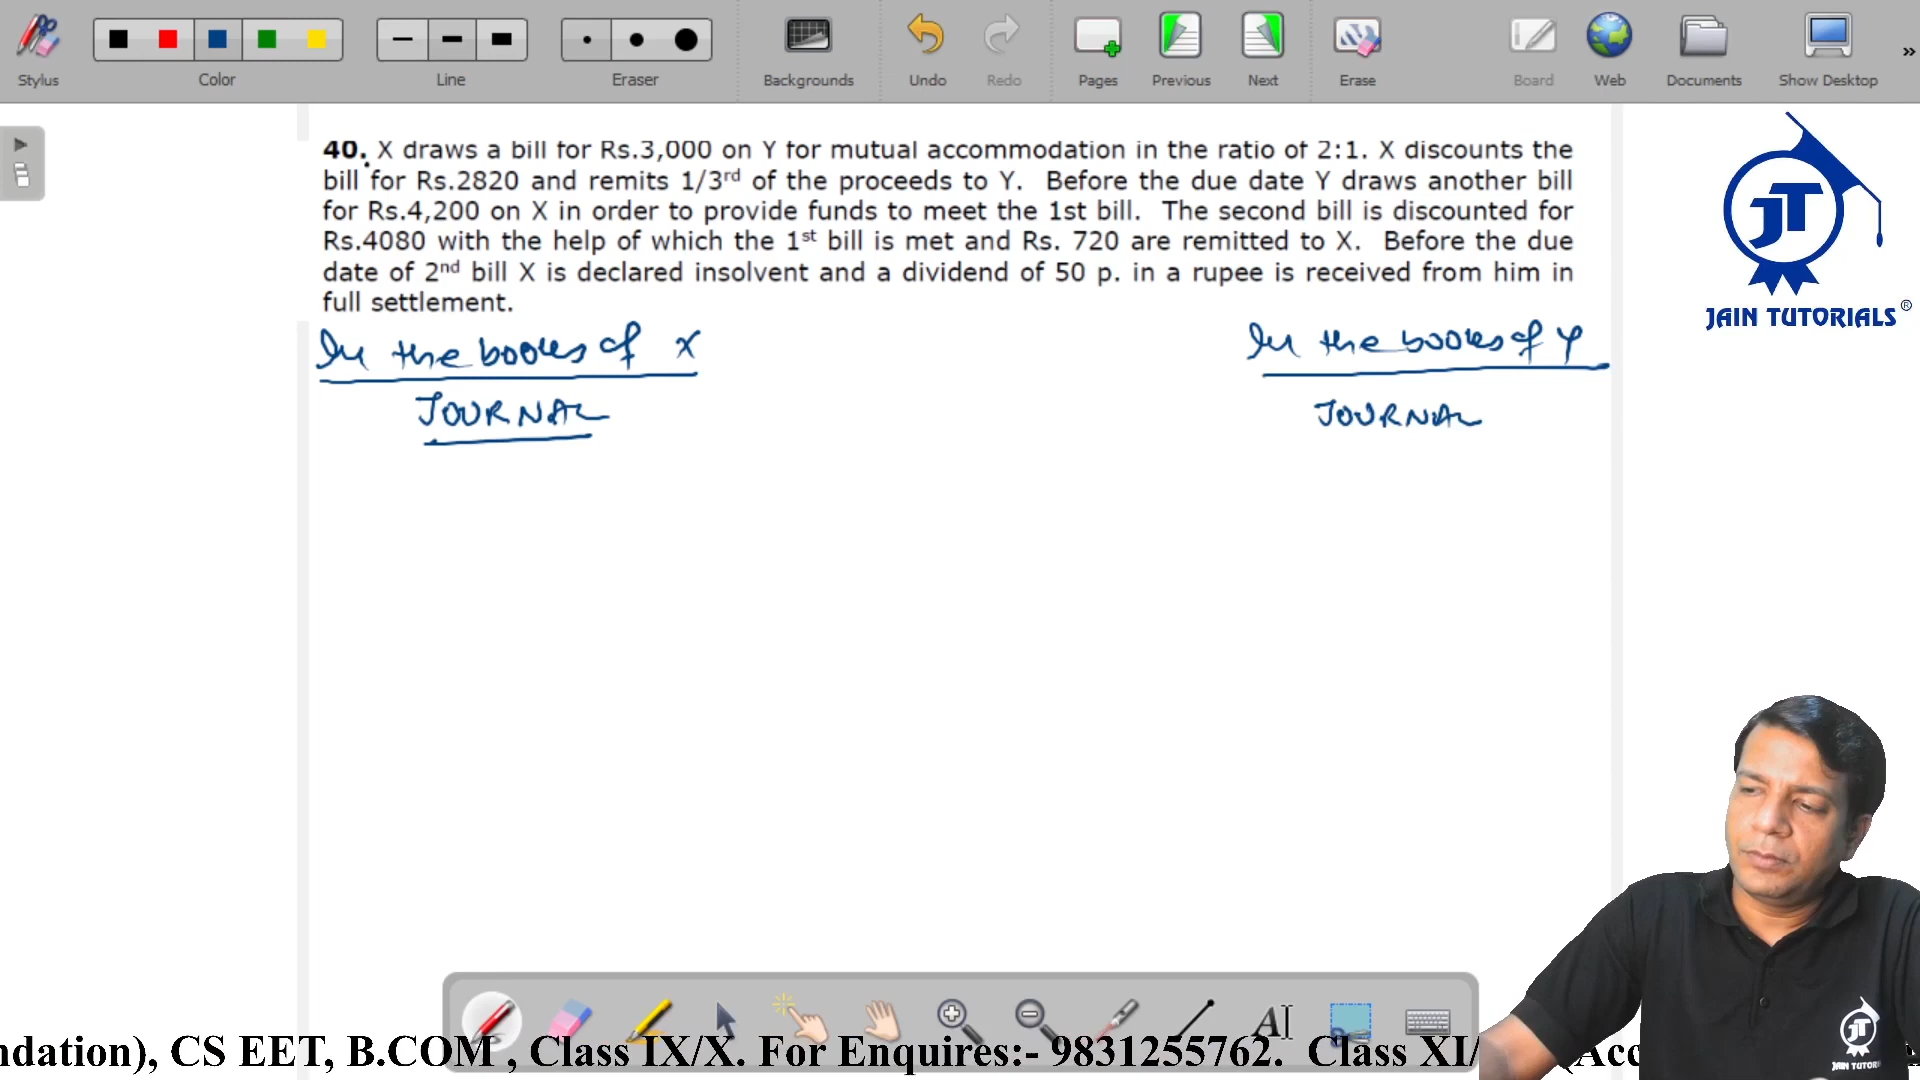 Stylus
Color
Line
Eraser
Backgrounds
Undo
Redo
Pages
Previous
Next
Erase
Board
Web
Documents
Show Desktop
»
40. X draws a bill for Rs.3,000 on Y for mutual accommodation in the ratio of 2:1. X discounts the
bill for Rs.2820 and remits 1/3rd of the proceeds to Y. Before the due date Y draws another bill
for Rs.4,200 on X in order to provide funds to meet the 1st bill. The second bill is discounted for
Rs.4080 with the help of which the 1st bill is met and Rs. 720 are remitted to X. Before the due
date of 2nd bill X is declared insolvent and a dividend of 50 p. in a rupee is received from him in
full settlement.
JT
JAIN TUTORIALS®
In the books of X
In the books of Y
JOURNAL
JOURNAL
AI
JT
JAIN TUTOR
ndation), CS EET, B.COM , Class IX/X. For Enquires:- 9831255762. Class XI/
(Acc